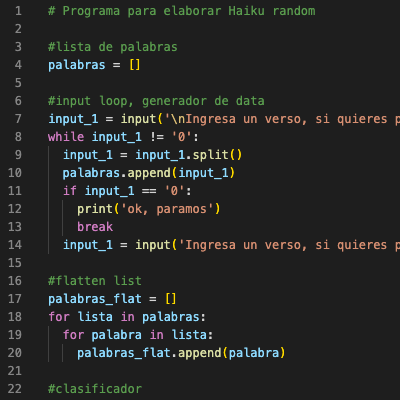 1 # Programa para elaborar Haiku random
2
3 #lista de palabras
4 palabras = []
5
6 #input loop, generador de data
7 input_1 = input('\nIngresa un verso, si quieres p
8 while input_1 != '0':
9 input_1 = input_1.split()
10 palabras.append(input_1)
11 if input_1 == '0':
12 print('ok, paramos')
13 break
14 input_1 = input('Ingresa un verso, si quieres p
15
16 #flatten list
17 palabras_flat = []
18 for lista in palabras:
19 for palabra in lista:
20 palabras_flat.append(palabra)
21
22 #clasificador